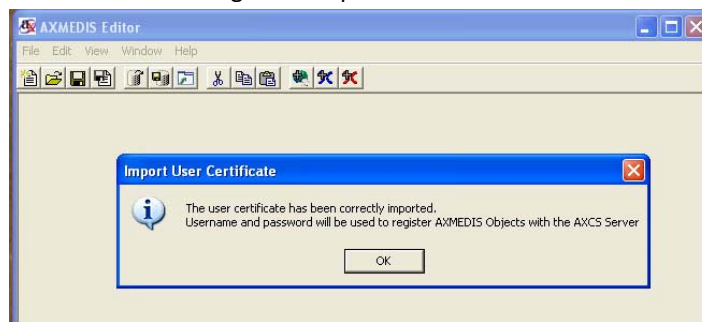 AXMEDIS Editor
File Edit View Window Help
Import User Certificate
The user certificate has been correctly imported.
Username and password will be used to register AXMEDIS Objects with the AXCS Server
OK